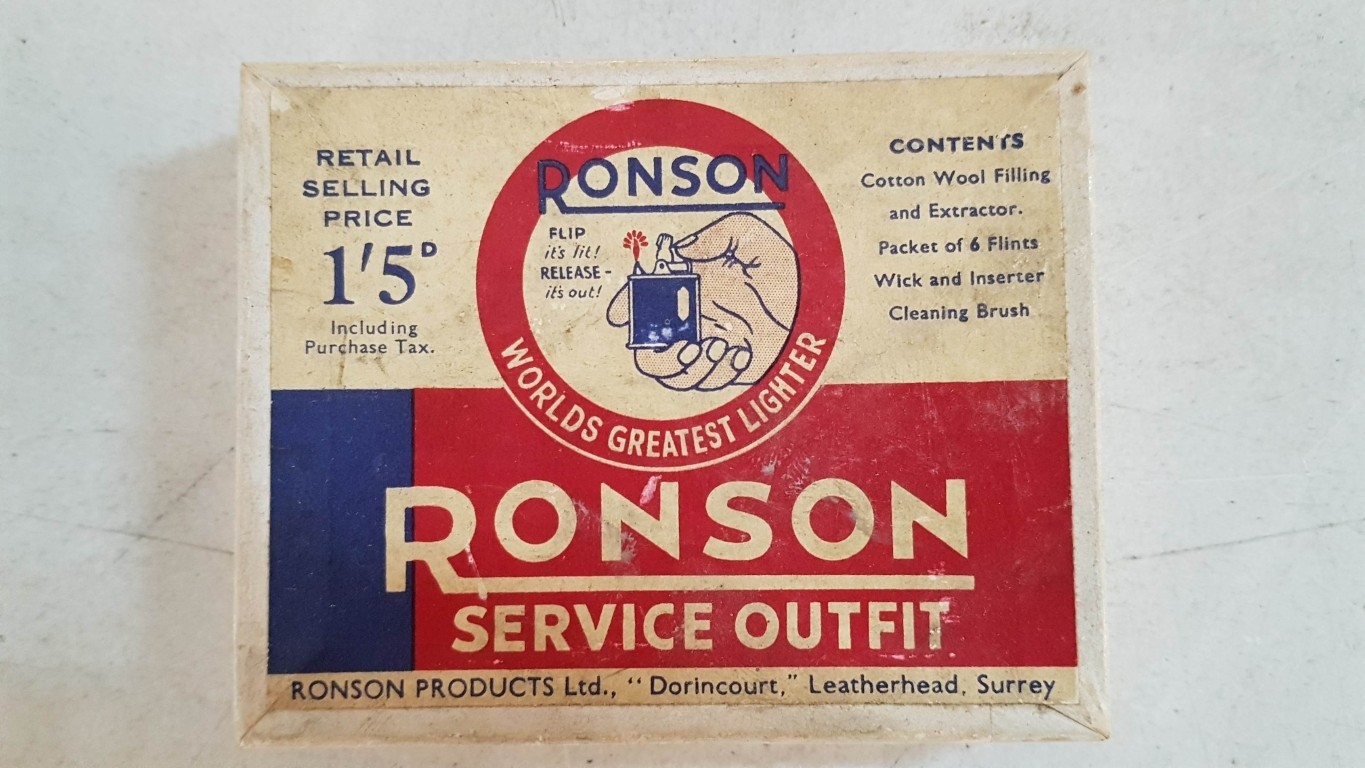 RETAIL
SELLING
PRICE
1'5D
Including
Purchase Tax.
RONSON
FLIP
it's lit!
RELEASE -
it's out!
WORLDS GREATEST LIGHTER
CONTENTS
Cotton Wool Filling
and Extractor.
Packet of 6 Flints
Wick and Inserter
Cleaning Brush
RONSON
SERVICE OUTFIT
RONSON PRODUCTS Ltd., “Dorincourt,” Leatherhead, Surrey